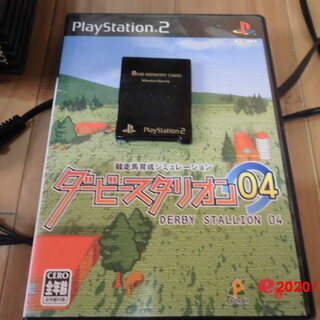 PlayStation 2
8MB MEMORY CARD
MagicGate
PlayStation 2
競走馬育成シミュレーション
ダービースタリオン04
DERBY STALLION 04
CERO
全年齢
2020/